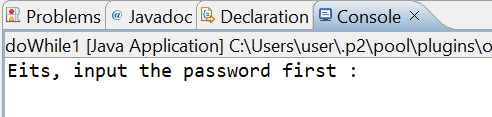 Problems @ Javadoc Declaration Console
doWhile1 [Java Application] C:\Users\user\.p2\pool\plugins\o
Eits, input the password first :